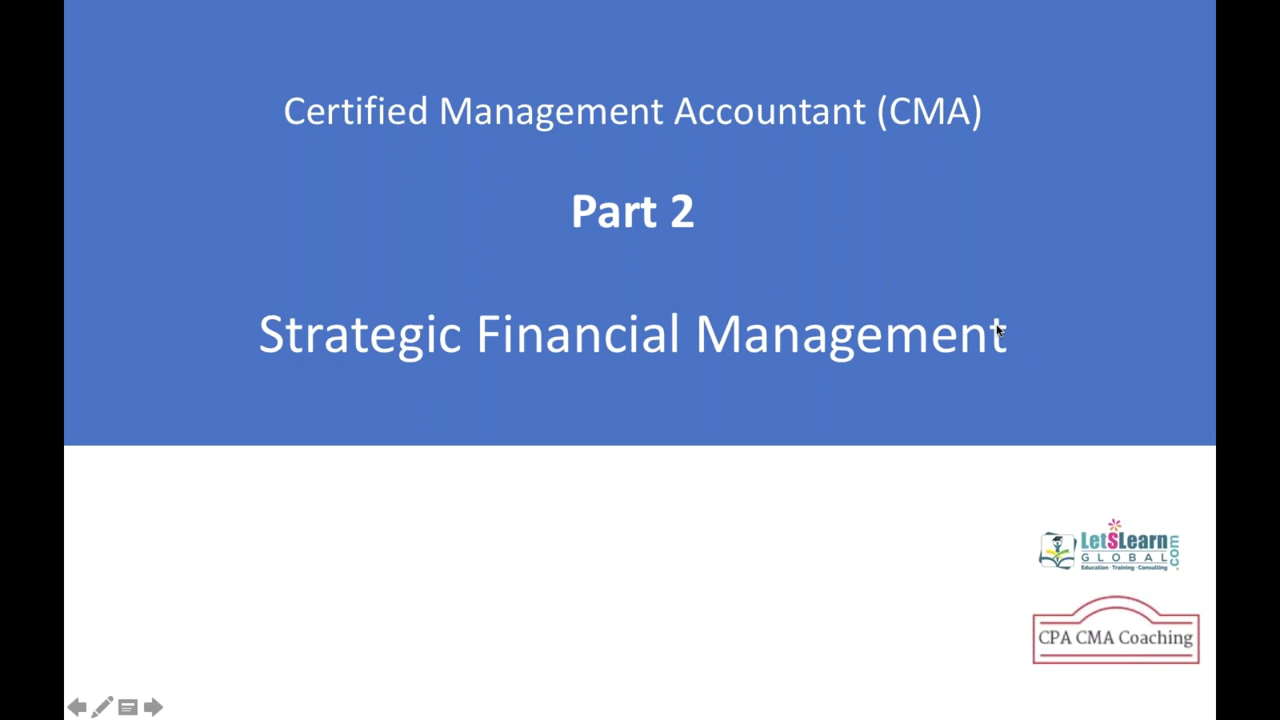 Certified Management Accountant (CMA)
Part 2
Strategic Financial Management
LetSLearn
GLOBAL
.com
Education · Training · Consulting
CPA CMA Coaching